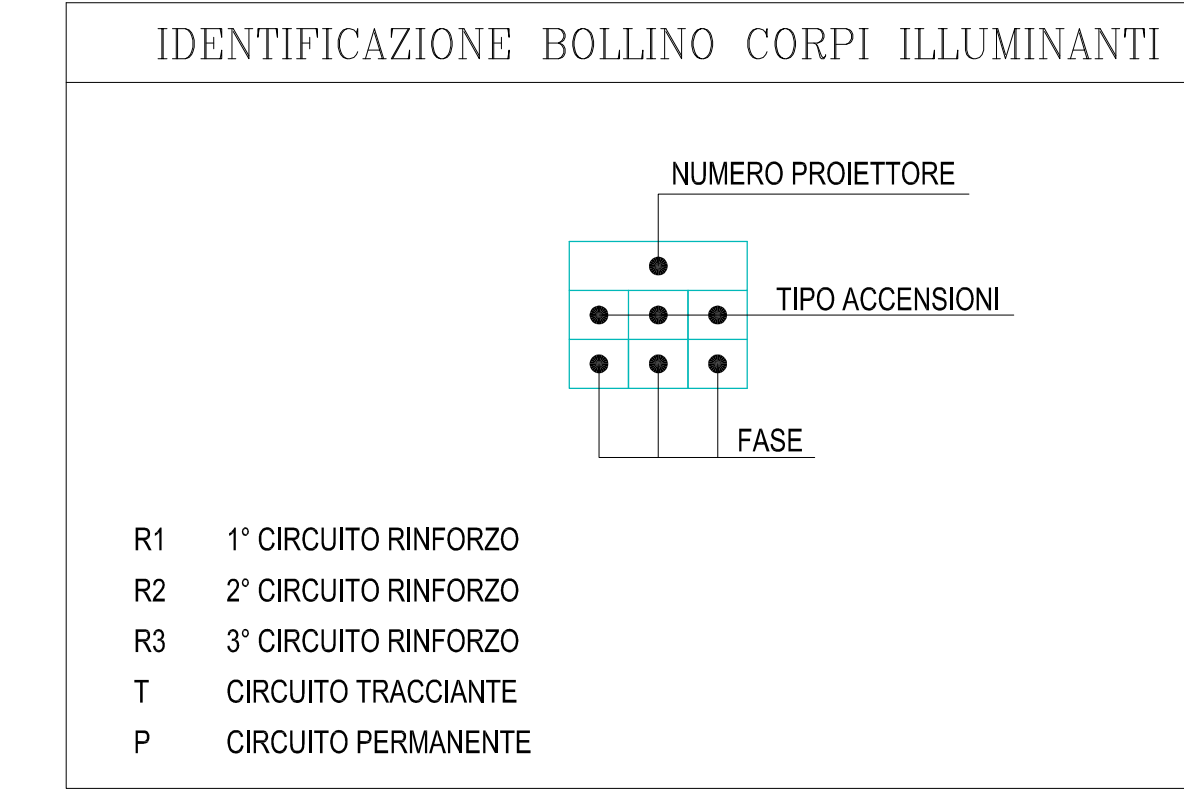 IDENTIFICAZIONE BOLLINO CORPI ILLUMINANTI
NUMERO PROIETTORE
TIPO ACCENSIONI
FASE
R1 1° CIRCUITO RINFORZO
R2 2° CIRCUITO RINFORZO
R3 3° CIRCUITO RINFORZO
T CIRCUITO TRACCIANTE
P CIRCUITO PERMANENTE